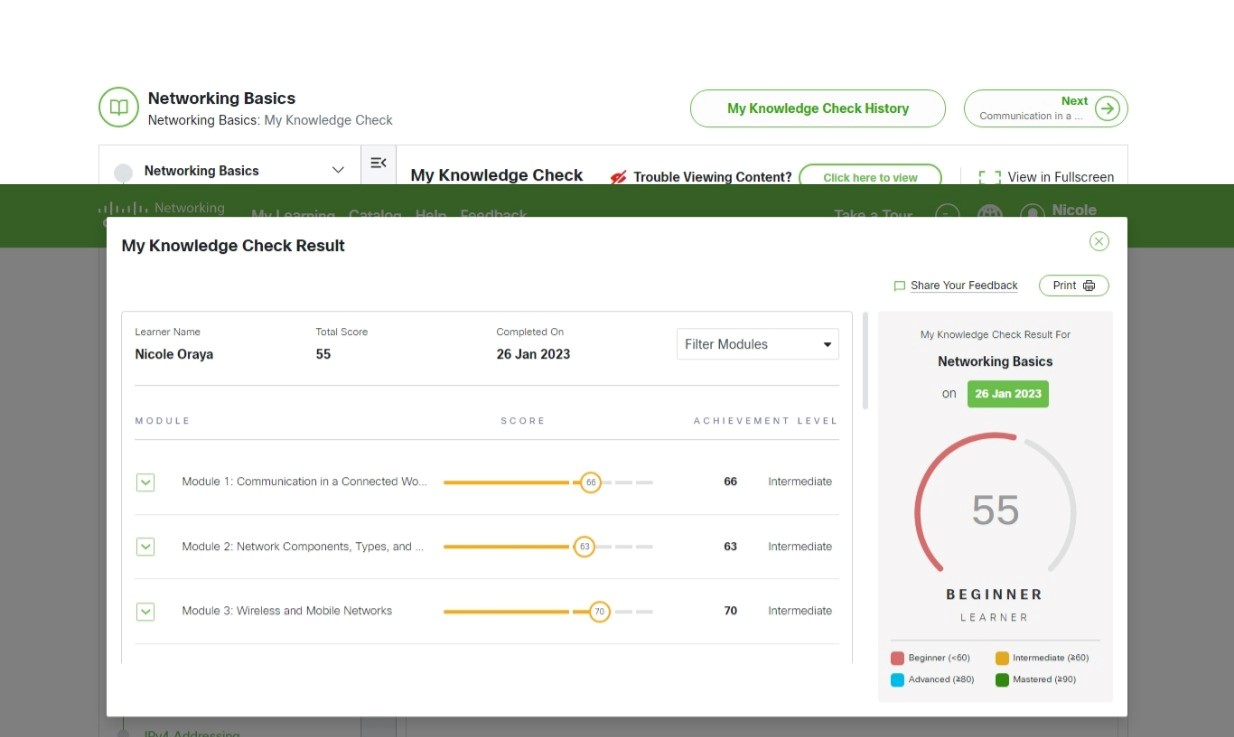 Networking Basics
Networking Basics: My Knowledge Check
My Knowledge Check History
Next
Communication in a ...
Networking Basics
My Knowledge Check
Trouble Viewing Content?
Click here to view
View in Fullscreen
Networking
My Learning Catalog Help Feedback
Take a Tour
Nicole
My Knowledge Check Result
Share Your Feedback
Print
Learner Name
Total Score
Completed On
Nicole Oraya
55
26 Jan 2023
Filter Modules
MODULE
SCORE
ACHIEVEMENT LEVEL
Module 1: Communication in a Connected Wo...
66
66
Intermediate
Module 2: Network Components, Types, and ...
63
63
Intermediate
Module 3: Wireless and Mobile Networks
70
70
Intermediate
My Knowledge Check Result For
Networking Basics
on 26 Jan 2023
55
BEGINNER
LEARNER
Beginner (<60)
Intermediate (≥60)
Advanced (≥80)
Mastered (≥90)
IPv4 Addressing